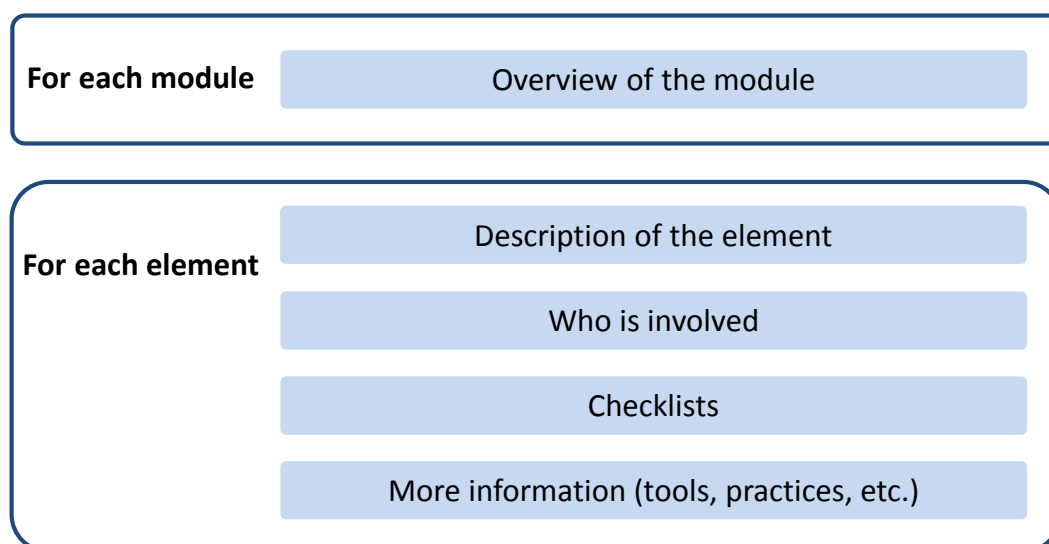 For each module
Overview of the module
For each element
Description of the element
Who is involved
Checklists
More information (tools, practices, etc.)